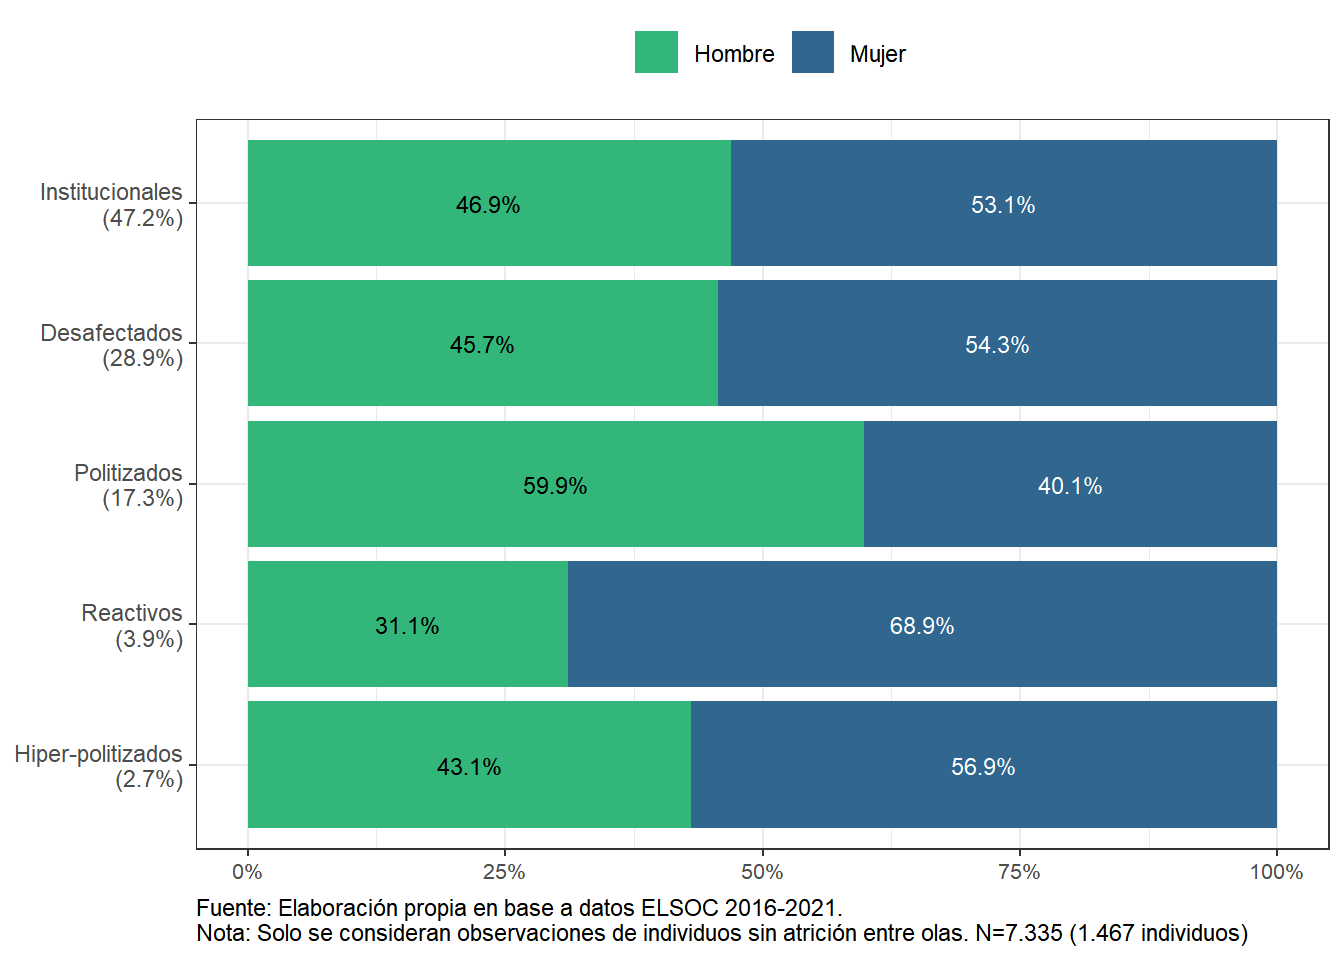 Hombre Mujer
Institucionales
(47.2%)
46.9% 53.1%
Desafectados
(28.9%)
45.7% 54.3%
Politizados
(17.3%)
59.9% 40.1%
Reactivos
(3.9%)
31.1% 68.9%
Hiper-politizados
(2.7%)
43.1% 56.9%
0% 25% 50% 75% 100%
Fuente: Elaboración propia en base a datos ELSOC 2016-2021.
Nota: Solo se consideran observaciones de individuos sin atrición entre olas. N=7.335 (1.467 individuos)